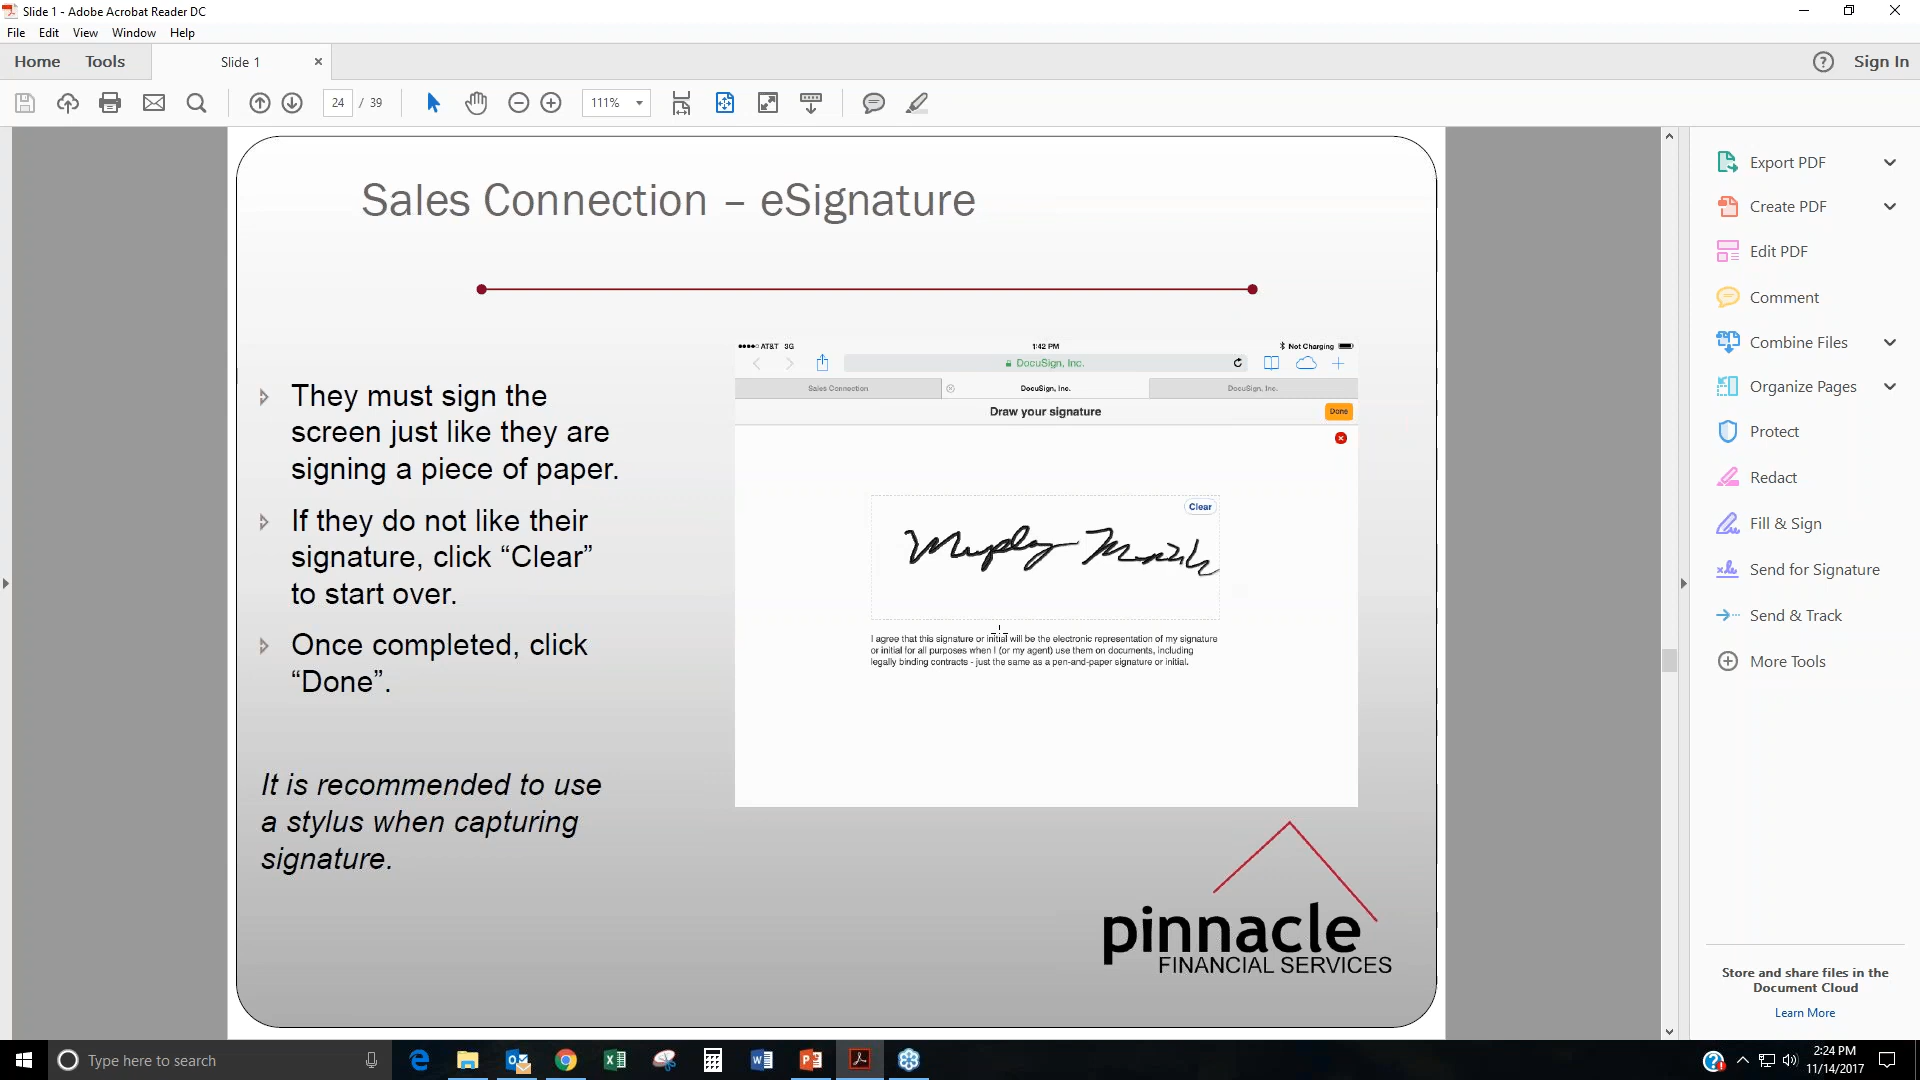 Slide 1 - Adobe Acrobat Reader DC
File Edit View Window Help
Home Tools Slide 1 Sign In
24 / 39 111%
Sales Connection – eSignature
They must sign the
screen just like they are
signing a piece of paper.
If they do not like their
signature, click “Clear”
to start over.
Once completed, click
“Done”.
It is recommended to use
a stylus when capturing
signature.
AT&T 3G 1:42 PM Not Charging
DocuSign, Inc.
Sales Connection DocuSign, Inc. DocuSign, Inc.
Draw your signature Done
Clear
I agree that this signature or initial will be the electronic representation of my signature
or initial for all purposes when I (or my agent) use them on documents, including
legally binding contracts - just the same as a pen-and-paper signature or initial.
pinnacle
FINANCIAL SERVICES
Export PDF
Create PDF
Edit PDF
Comment
Combine Files
Organize Pages
Protect
Redact
Fill & Sign
Send for Signature
Send & Track
More Tools
Store and share files in the
Document Cloud
Learn More
Type here to search
2:24 PM
11/14/2017